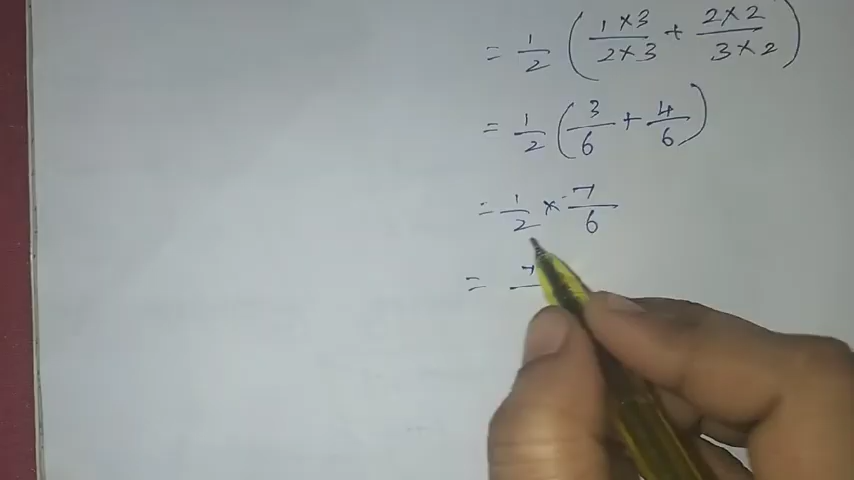 = 1/2 ( 1×3/2×3 + 2×2/3×2 )
= 1/2 ( 3/6 + 4/6 )
= 1/2 × 7/6
= 7